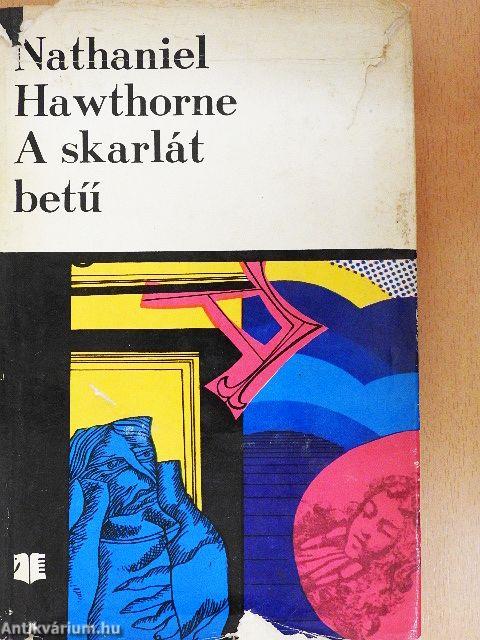 Nathaniel
Hawthorne
A skarlát
betű
Antikvárium.hu